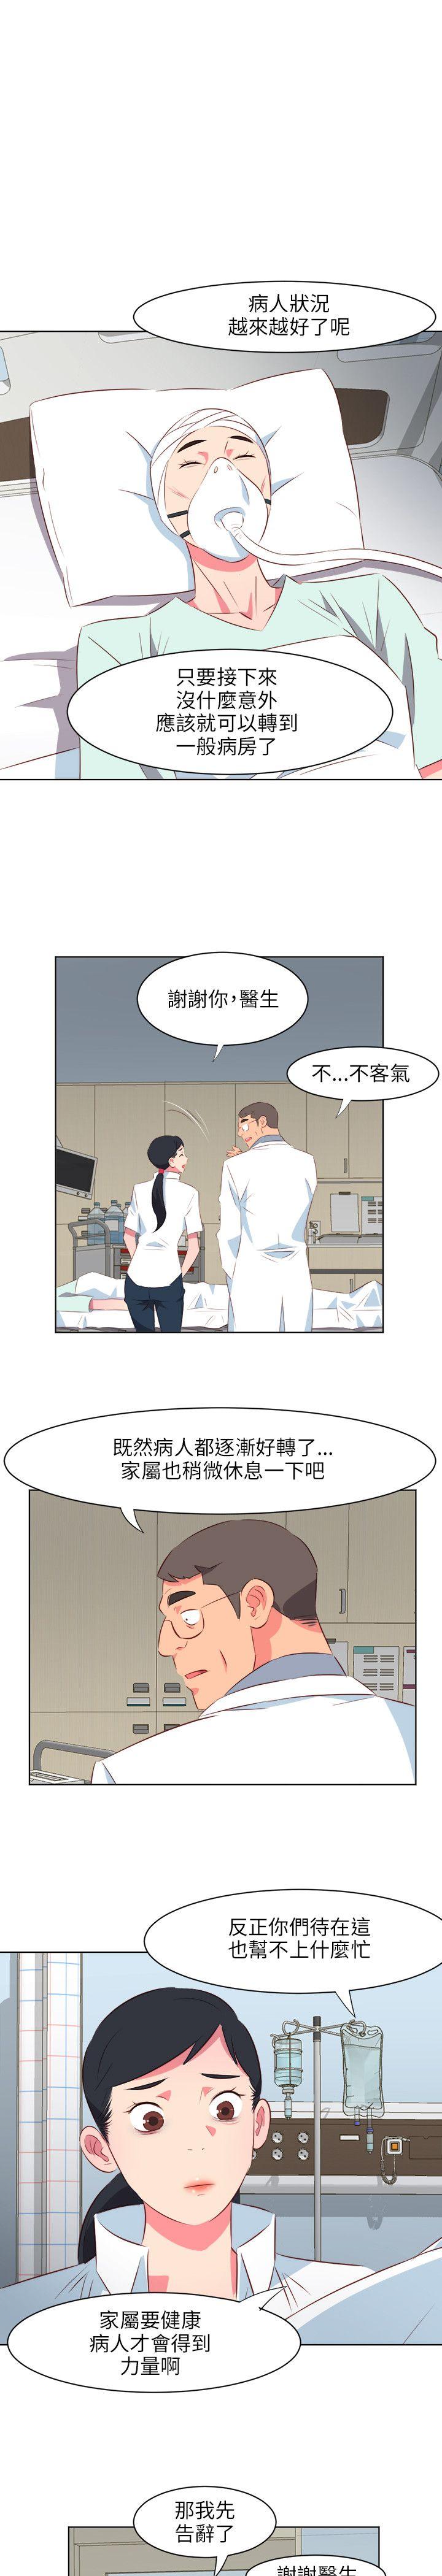 病人狀況
越來越好了呢
只要接下來
沒什麼意外
應該就可以轉到
一般病房了
謝謝你,醫生
不...不客氣
既然病人都逐漸好轉了...
家屬也稍微休息一下吧
反正你們待在這
也幫不上什麼忙
家屬要健康
病人才會得到
力量啊
那我先
告辭了
謝謝醫生